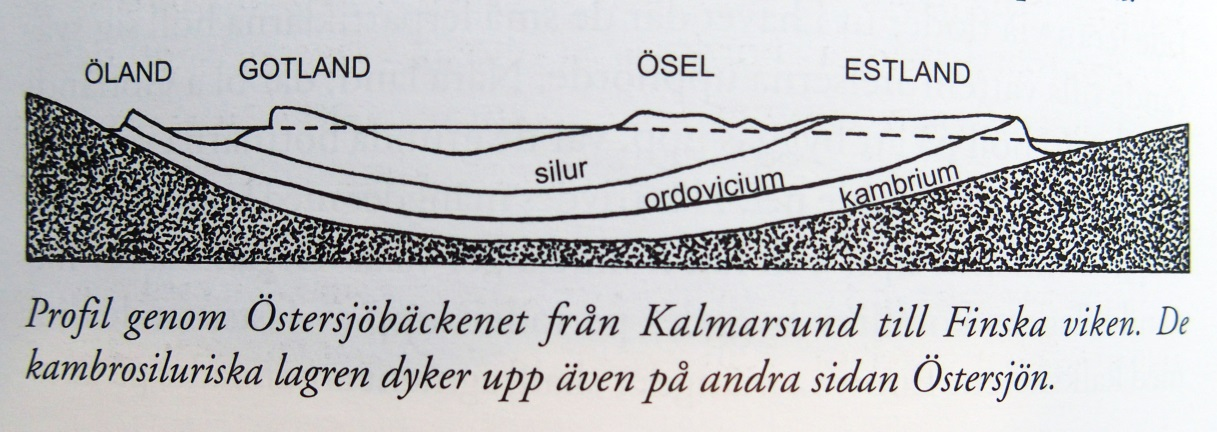 ÖLAND GOTLAND ÖSEL ESTLAND
silur
ordovicium
kambrium
Profil genom Östersjöbäckenet från Kalmarsund till Finska viken. De
kambrosiluriska lagren dyker upp även på andra sidan Östersjön.